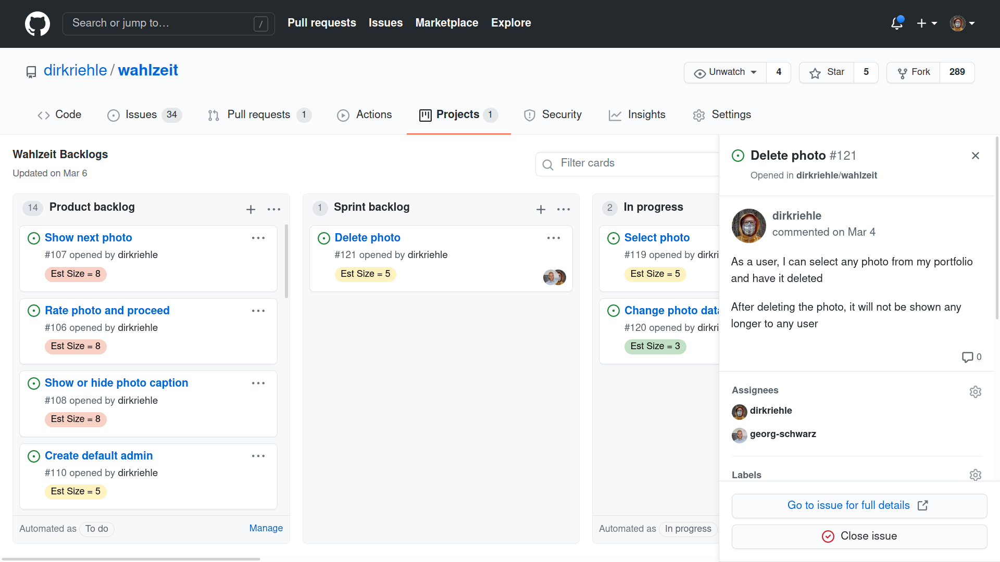 Search or jump to…
/
Pull requests
Issues
Marketplace
Explore
dirkriehle / wahlzeit
Unwatch
4
Star
5
Fork
289
Code
Issues 34
Pull requests 1
Actions
Projects 1
Security
Insights
Settings
Wahlzeit Backlogs
Updated on Mar 6
Filter cards
14 Product backlog
Show next photo
#107 opened by dirkriehle
Est Size = 8
Rate photo and proceed
#106 opened by dirkriehle
Est Size = 8
Show or hide photo caption
#108 opened by dirkriehle
Est Size = 8
Create default admin
#110 opened by dirkriehle
Est Size = 5
Automated as To do
Manage
1 Sprint backlog
Delete photo
#121 opened by dirkriehle
Est Size = 5
2 In progress
Select photo
#119 opened by dirkri
Est Size = 5
Change photo data
#120 opened by dirkri
Est Size = 3
Automated as In progress
Delete photo #121
Opened in dirkriehle/wahlzeit
dirkriehle
commented on Mar 4
As a user, I can select any photo from my portfolio
and have it deleted
After deleting the photo, it will not be shown any
longer to any user
0
Assignees
dirkriehle
georg-schwarz
Labels
Go to issue for full details
Close issue